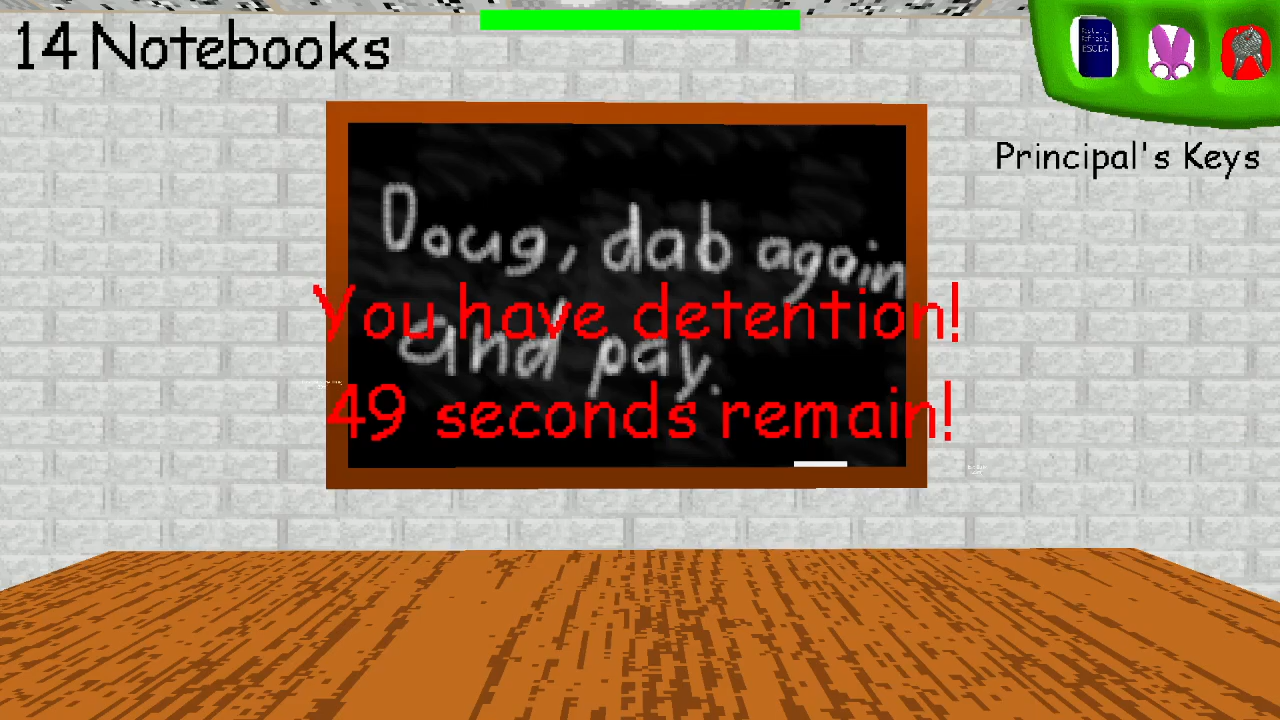 14 Notebooks
Principal's Keys
Doug, dab again
and pay.
You have detention!
49 seconds remain!